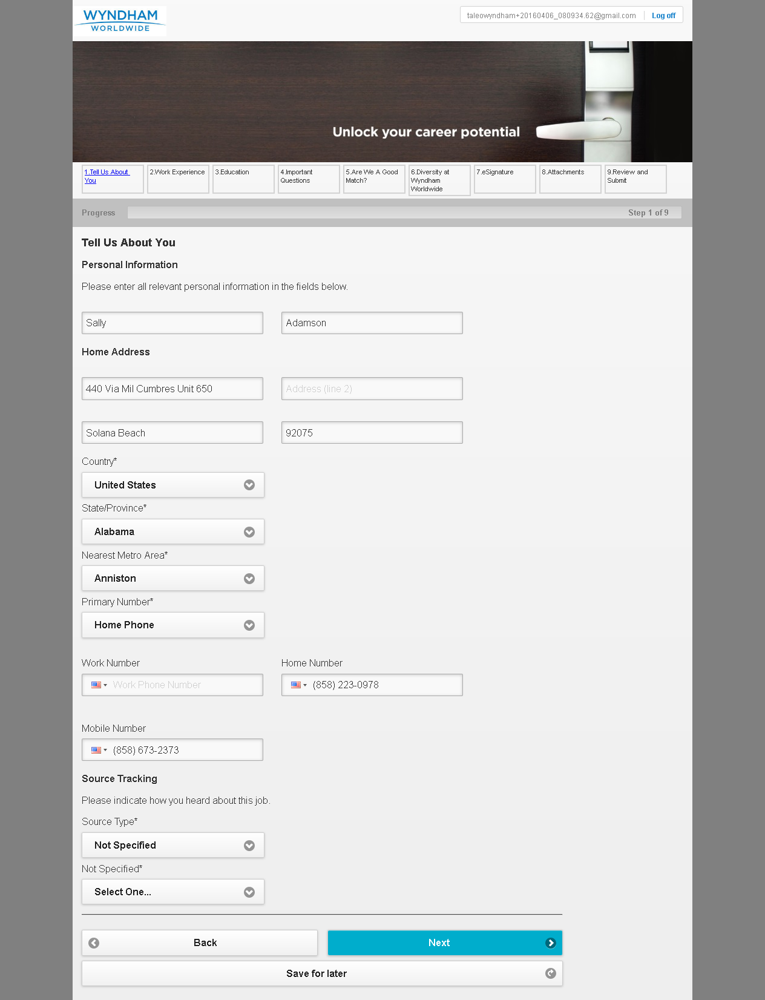 WYNDHAM
WORLDWIDE
taleowyndham+20160406_080934.62@gmail.com
Log off
Unlock your career potential
1.Tell Us About You
2.Work Experience
3.Education
4.Important Questions
5.Are We A Good Match?
6.Diversity at Wyndham Worldwide
7.eSignature
8.Attachments
9.Review and Submit
Progress
Step 1 of 9
Tell Us About You
Personal Information
Please enter all relevant personal information in the fields below.
Sally
Adamson
Home Address
440 Via Mil Cumbres Unit 650
Address (line 2)
Solana Beach
92075
Country*
United States
State/Province*
Alabama
Nearest Metro Area*
Anniston
Primary Number*
Home Phone
Work Number
Home Number
Work Phone Number
(858) 223-0978
Mobile Number
(858) 673-2373
Source Tracking
Please indicate how you heard about this job.
Source Type*
Not Specified
Not Specified*
Select One...
Back
Next
Save for later